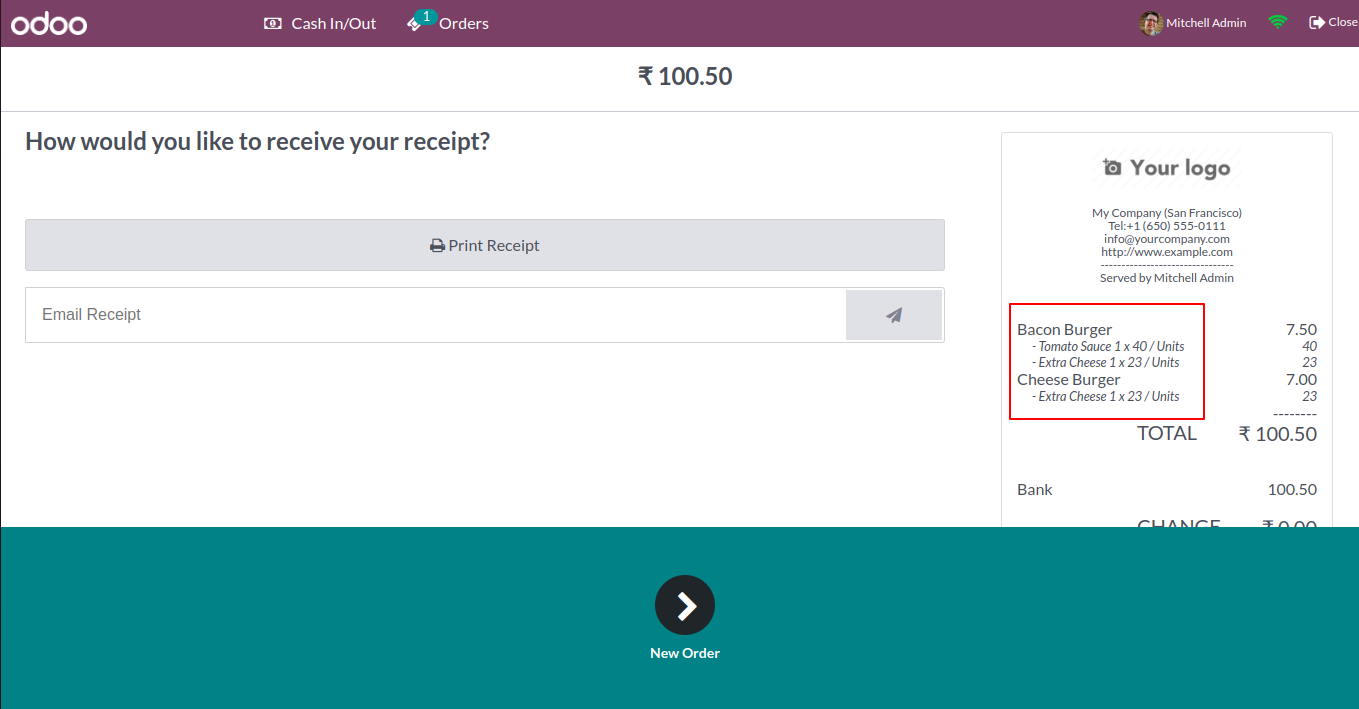 odoo Cash In/Out 1 Orders Mitchell Admin Close
₹ 100.50
How would you like to receive your receipt?
Print Receipt
Email Receipt
Your logo
My Company (San Francisco)
Tel:+1 (650) 555-0111
info@yourcompany.com
http://www.example.com
--------------------------------
Served by Mitchell Admin
Bacon Burger 7.50
- Tomato Sauce 1 x 40 / Units 40
- Extra Cheese 1 x 23 / Units 23
Cheese Burger 7.00
- Extra Cheese 1 x 23 / Units 23
--------
TOTAL ₹ 100.50
Bank 100.50
CHANGE ₹ 0.00
New Order